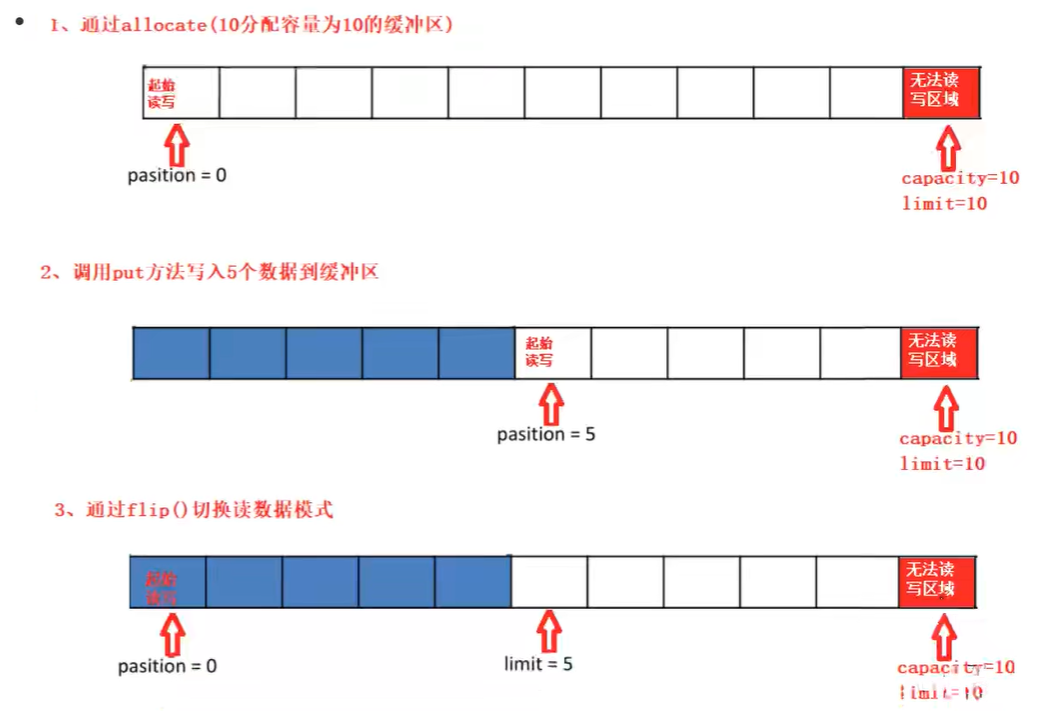 1、通过allocate(10分配容量为10的缓冲区)
起始
读写
无法读
写区域
pasition = 0
capacity=10
limit=10
2、调用put方法写入5个数据到缓冲区
起始
读写
无法读
写区域
pasition = 5
capacity=10
limit=10
3、通过flip()切换读数据模式
起始
读写
无法读
写区域
pasition = 0
limit = 5
capacity=10
limit=10